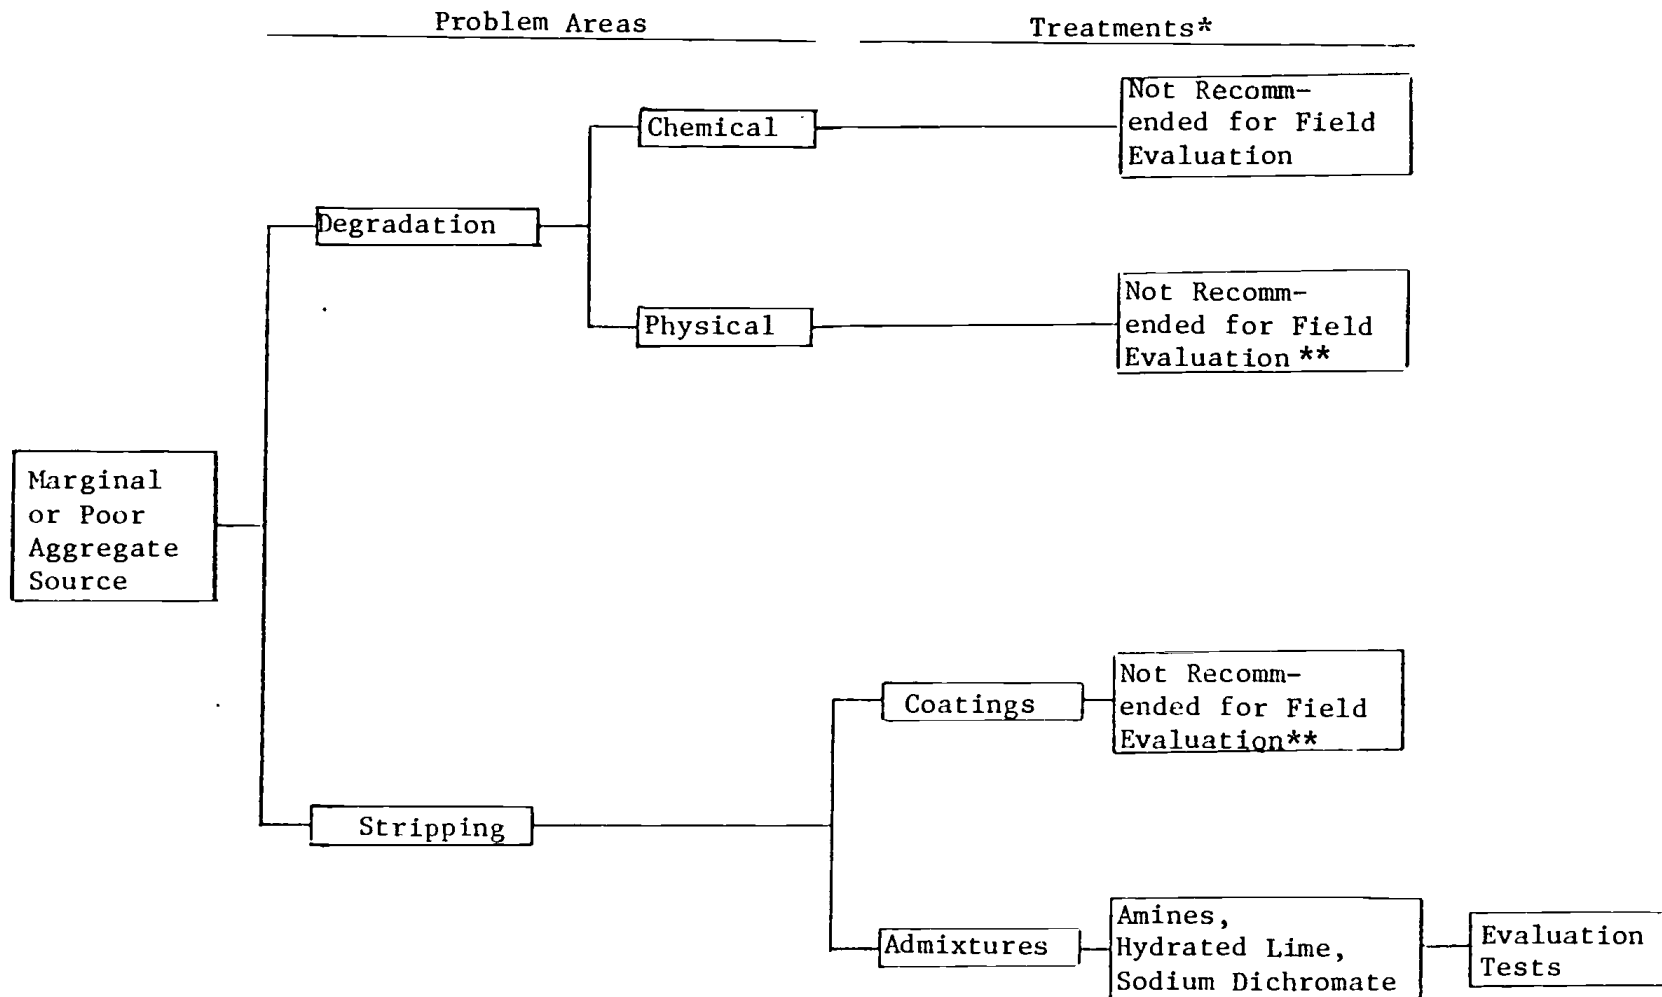 Problem Areas
Treatments*
Chemical
Not Recomm-
ended for Field
Evaluation
Degradation
Physical
Not Recomm-
ended for Field
Evaluation **
Marginal
or Poor
Aggregate
Source
Coatings
Not Recomm-
ended for Field
Evaluation**
Stripping
Admixtures
Amines,
Hydrated Lime,
Sodium Dichromate
Evaluation
Tests